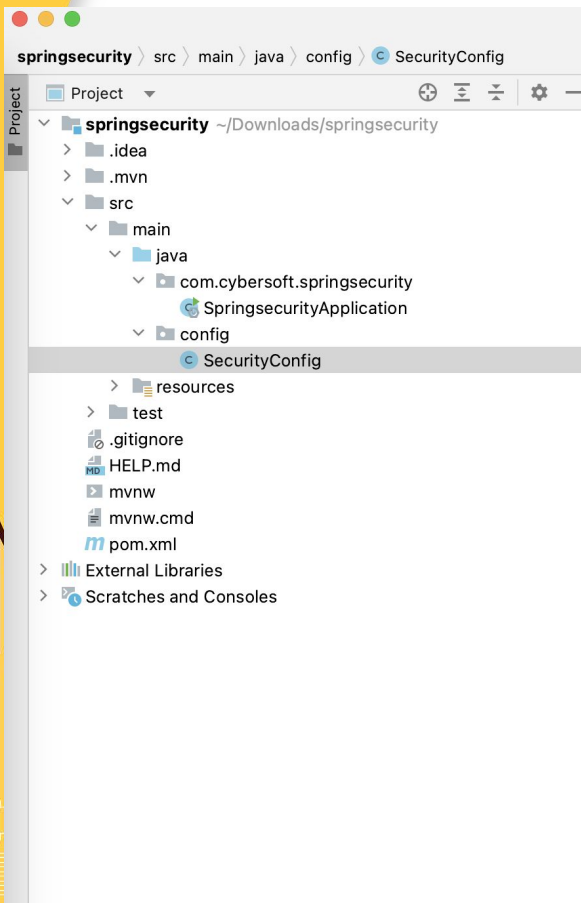 springsecurity 〉 src 〉 main 〉 java 〉 config 〉 C SecurityConfig
Project
Project
springsecurity ~/Downloads/springsecurity
.idea
.mvn
src
main
java
com.cybersoft.springsecurity
SpringsecurityApplication
config
C SecurityConfig
resources
test
.gitignore
MD HELP.md
mvnw
mvnw.cmd
m pom.xml
External Libraries
Scratches and Consoles